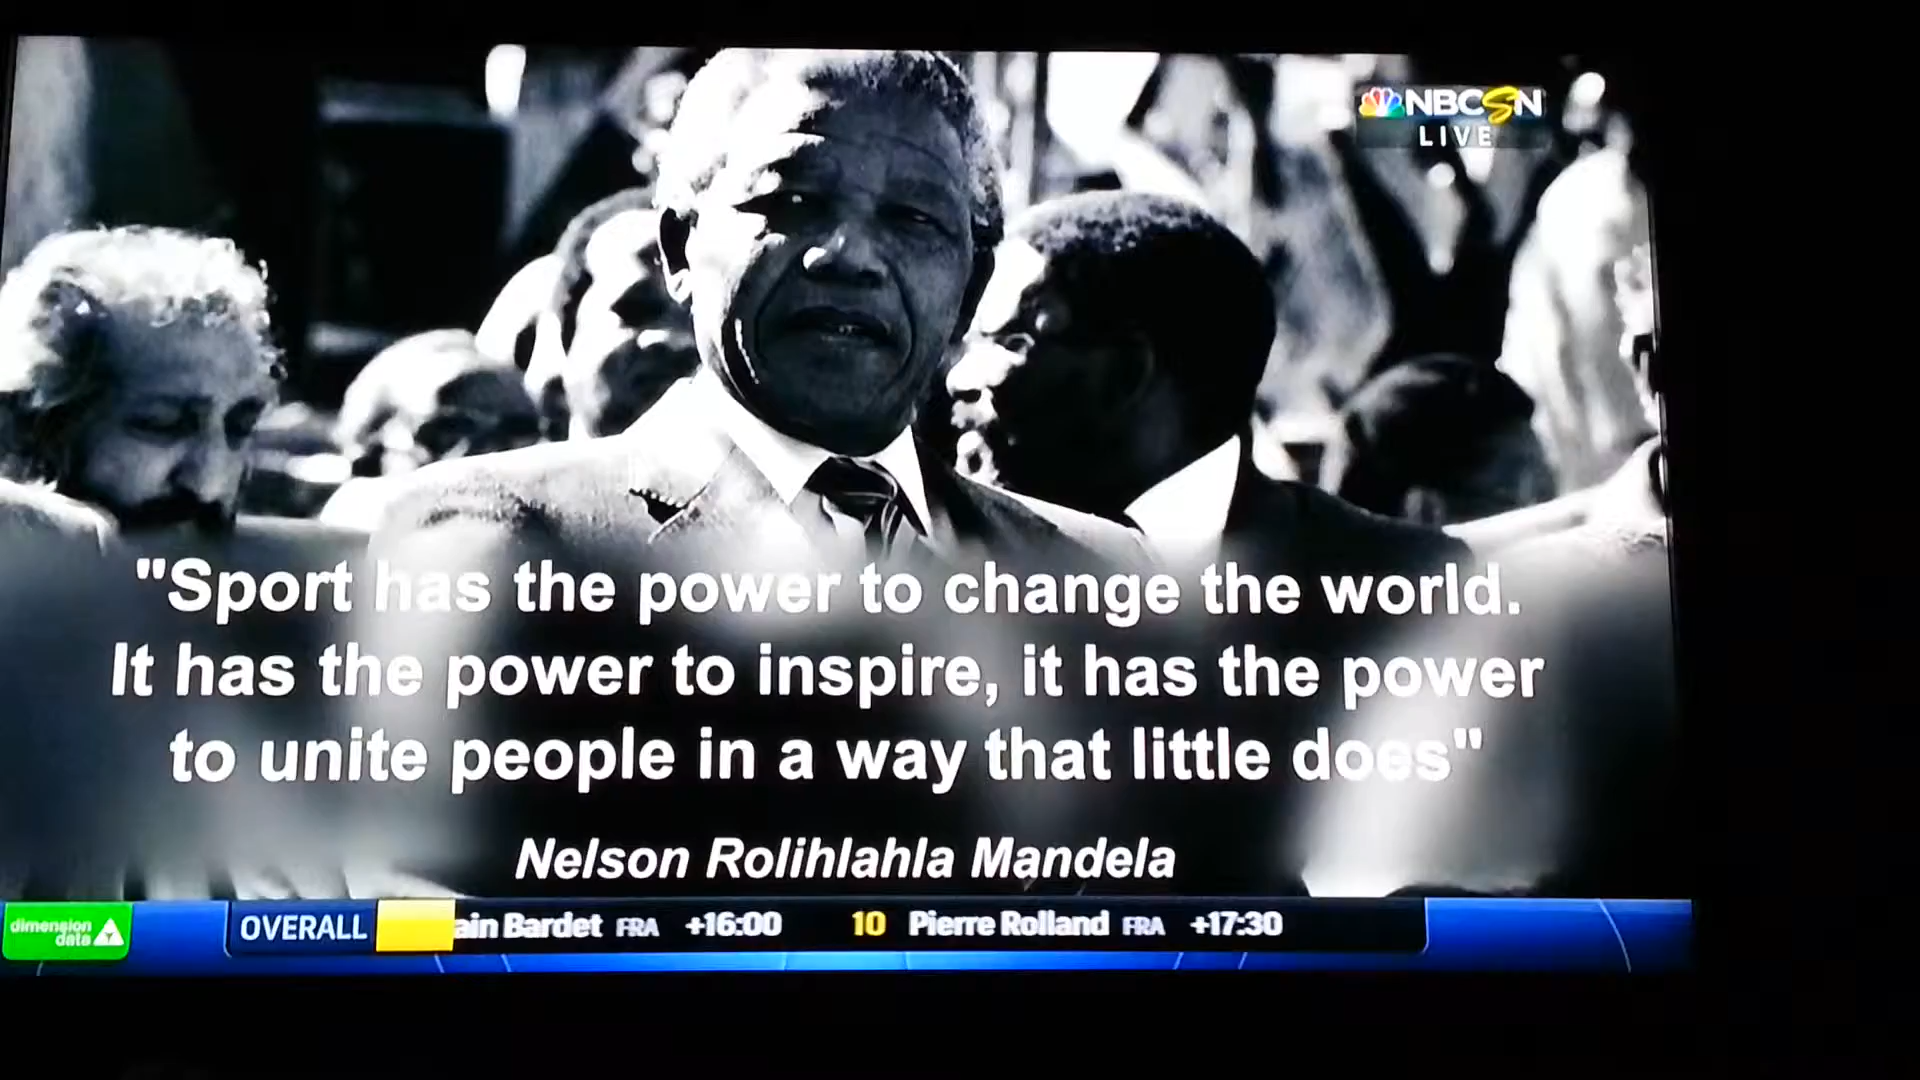 NBCSN
LIVE
"Sport has the power to change the world.
It has the power to inspire, it has the power
to unite people in a way that little does"
Nelson Rolihlahla Mandela
dimension
data
OVERALL ain Bardet FRA +16:00 10 Pierre Rolland FRA +17:30